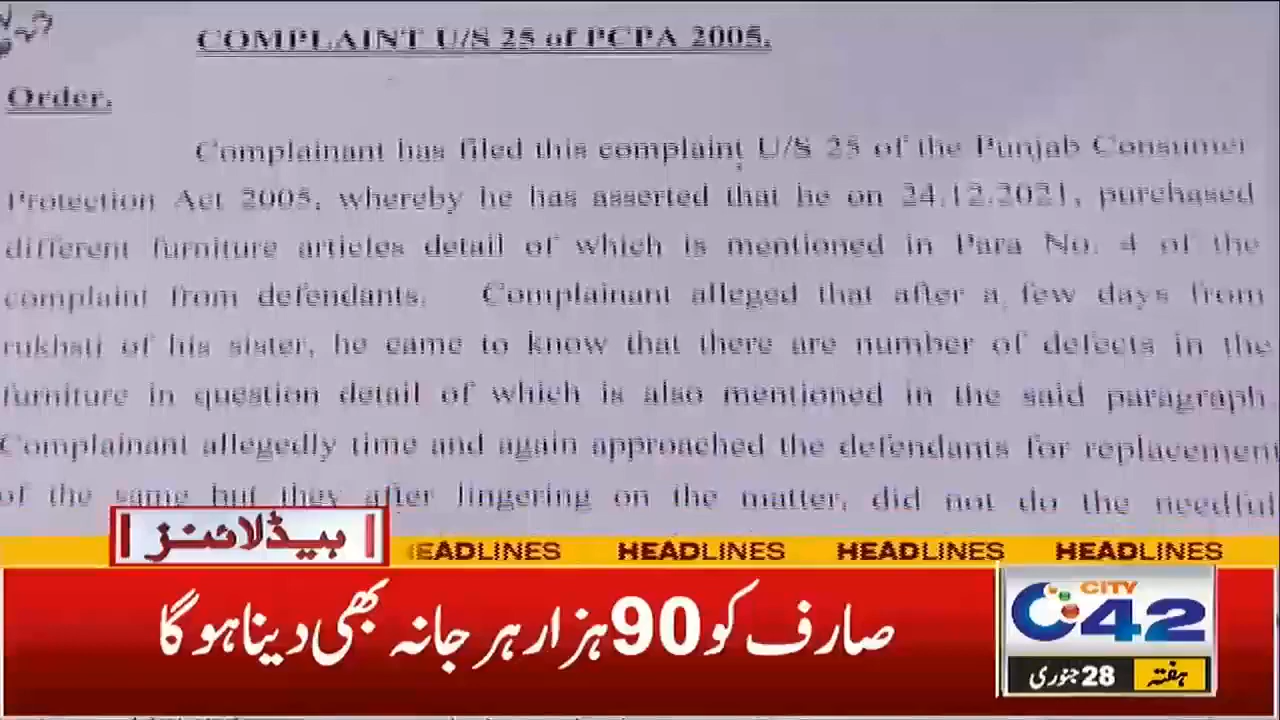 COMPLAINT U/S 25 of PCPA 2005.
Order.
Complainant has filed this complaint U/S 25 of the Punjab Consumer
Protection Act 2005, whereby he has asserted that he on 24.12.2021, purchased
different furniture articles detail of which is mentioned in Para No. 4 of the
complaint from defendants. Complainant alleged that after a few days from
rukhsti of his sister, he came to know that there are number of defects in the
furniture in question detail of which is also mentioned in the said paragraph.
Complainant allegedly time and again approached the defendants for replacement
of the same but they after lingering on the matter, did not do the needful
ہیڈلائنز
EADLINES HEADLINES HEADLINES HEADLINES
صارف کو 90 ہزار ہرجانہ بھی دینا ہو گا
CITY
42
ہفتہ 28 جنوری